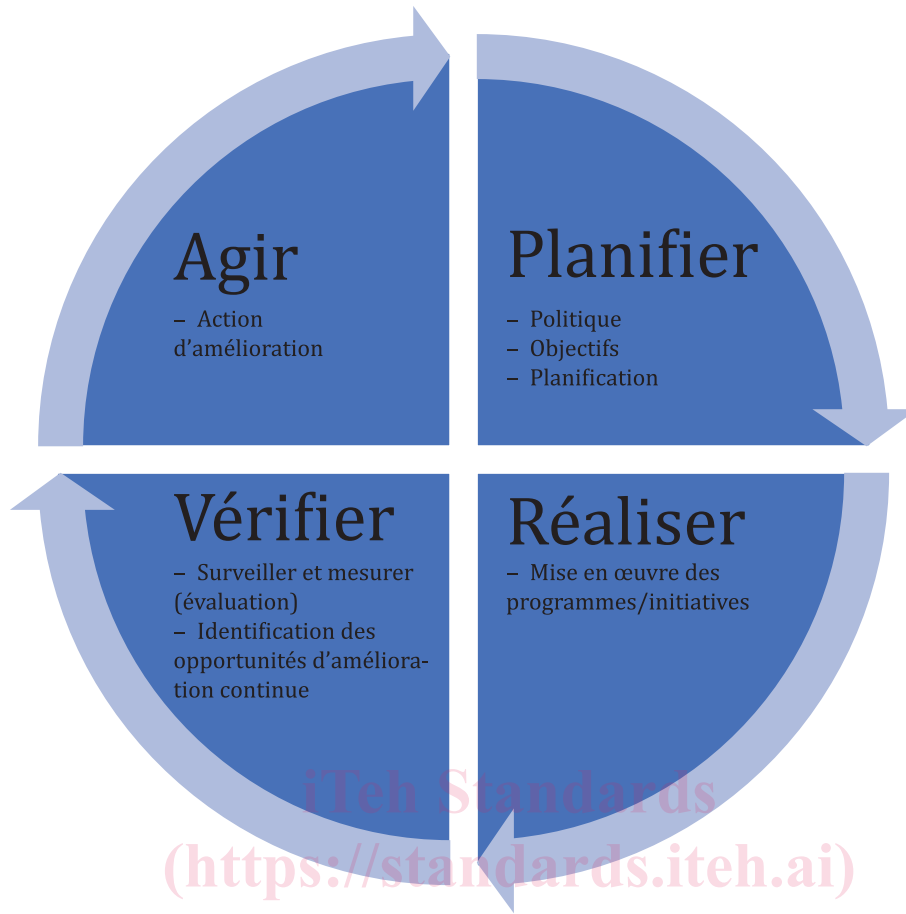 Agir
– Action
d’amélioration
Planifier
– Politique
– Objectifs
– Planification
Vérifier
– Surveiller et mesurer
(évaluation)
– Identification des
opportunités d’améliora-
tion continue
Réaliser
– Mise en œuvre des
programmes/initiatives
iTeh Standards
(https://standards.iteh.ai)